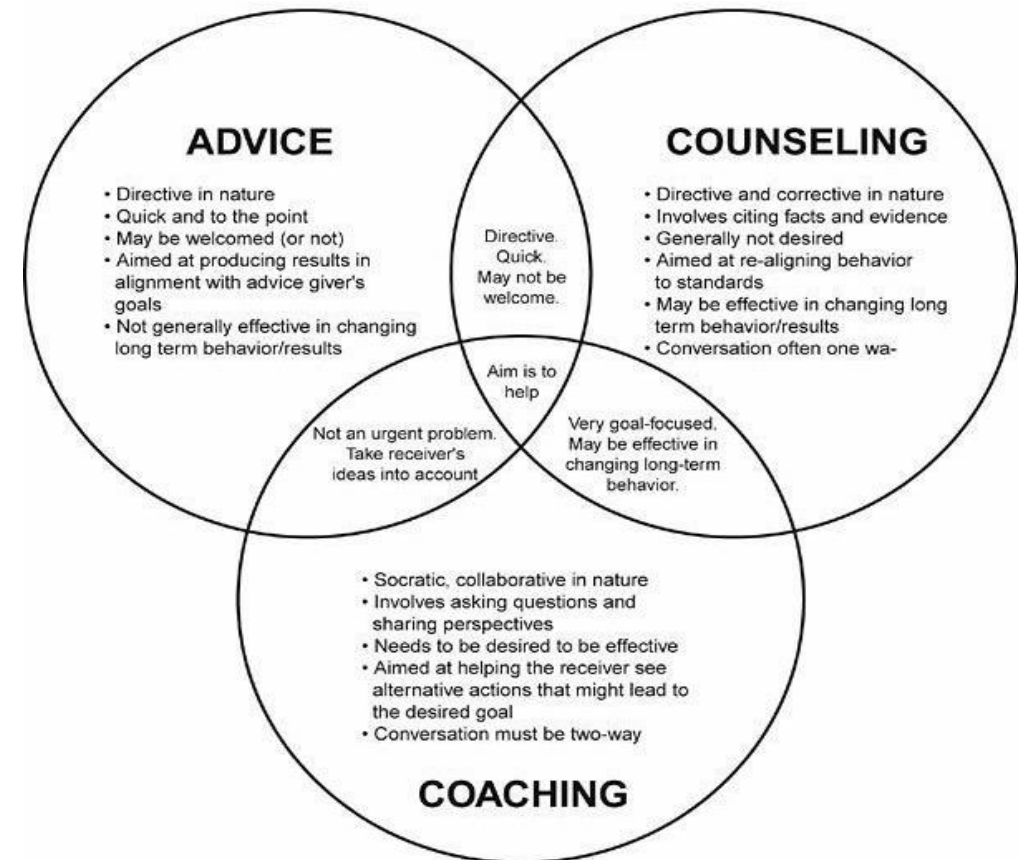 ADVICE
• Directive in nature
• Quick and to the point
• May be welcomed (or not)
• Aimed at producing results in
alignment with advice giver's
goals
• Not generally effective in changing
long term behavior/results
COUNSELING
• Directive and corrective in nature
• Involves citing facts and evidence
• Generally not desired
• Aimed at re-aligning behavior
to standards
• May be effective in changing long
term behavior/results
• Conversation often one wa-
Directive.
Quick.
May not be
welcome.
Aim is to
help
Not an urgent problem.
Take receiver's
ideas into account
Very goal-focused.
May be effective in
changing long-term
behavior.
• Socratic, collaborative in nature
• Involves asking questions and
sharing perspectives
• Needs to be desired to be effective
• Aimed at helping the receiver see
alternative actions that might lead to
the desired goal
• Conversation must be two-way
COACHING